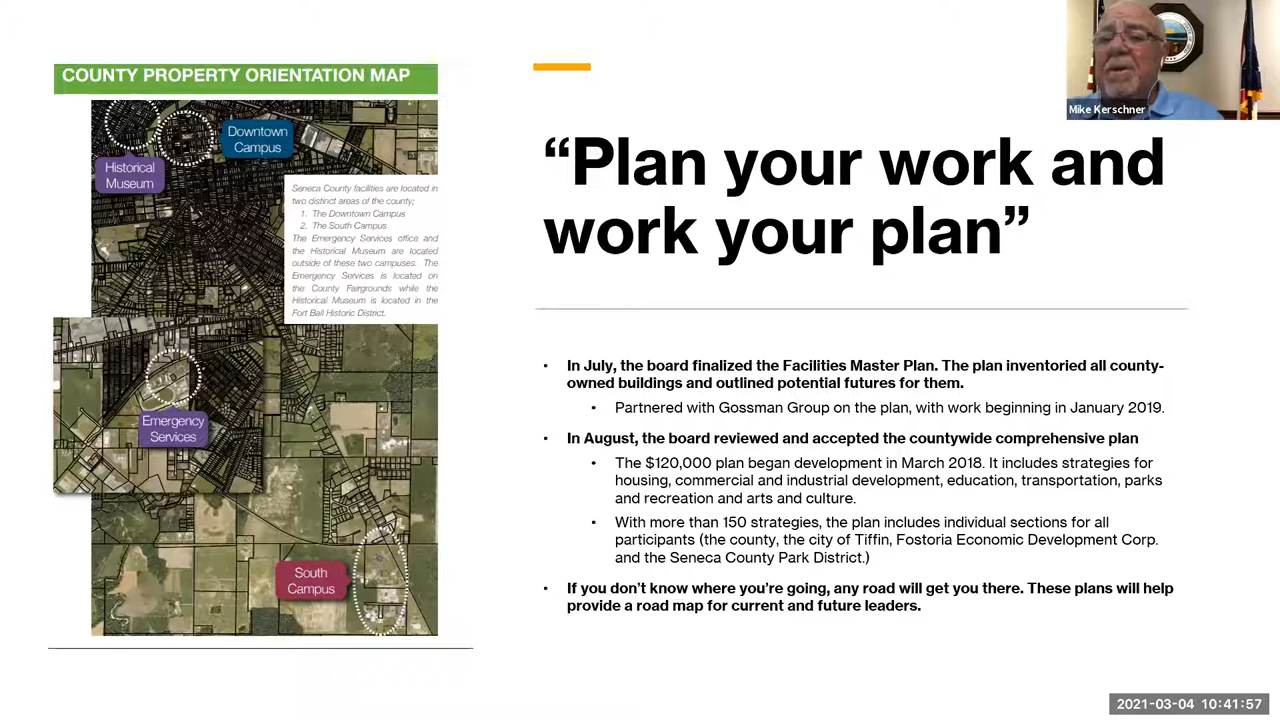 COUNTY PROPERTY ORIENTATION MAP
Downtown
Campus
Historical
Museum
Seneca County facilities are located in
two distinct areas of the county;
1. The Downtown Campus
2. The South Campus
The Emergency Services office and
the Historical Museum are located
outside of these two campuses. The
Emergency Services is located on
the County Fairgrounds while the
Historical Museum is located in the
Fort Ball Historic District.
Emergency
Services
South
Campus
Mike Kerschner
“Plan your work and
work your plan”
• In July, the board finalized the Facilities Master Plan. The plan inventoried all county-
owned buildings and outlined potential futures for them.
• Partnered with Gossman Group on the plan, with work beginning in January 2019.
• In August, the board reviewed and accepted the countywide comprehensive plan
• The $120,000 plan began development in March 2018. It includes strategies for
housing, commercial and industrial development, education, transportation, parks
and recreation and arts and culture.
• With more than 150 strategies, the plan includes individual sections for all
participants (the county, the city of Tiffin, Fostoria Economic Development Corp.
and the Seneca County Park District.)
• If you don’t know where you’re going, any road will get you there. These plans will help
provide a road map for current and future leaders.
2021-03-04 10:41:57